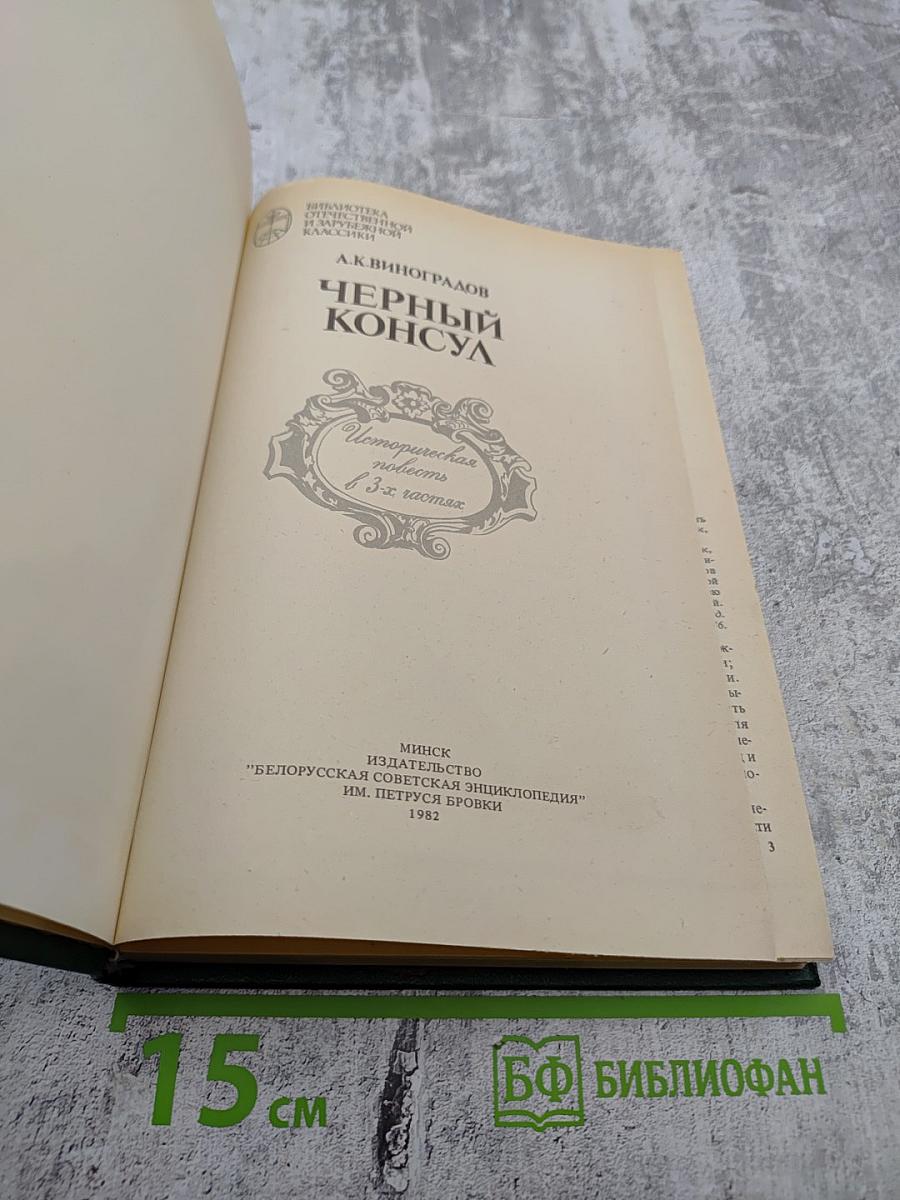 БИБЛИОТЕКА
ОТЕЧЕСТВЕННОЙ
И ЗАРУБЕЖНОЙ
КЛАССИКИ
А.К.ВИНОГРАДОВ
ЧЕРНЫЙ
КОНСУЛ
Историческая
повесть
в 3-х частях
МИНСК
ИЗДАТЕЛЬСТВО
"БЕЛОРУССКАЯ СОВЕТСКАЯ ЭНЦИКЛОПЕДИЯ"
ИМ. ПЕТРУСЯ БРОВКИ
1982
3
15 СМ
БФ БИБЛИОФАН